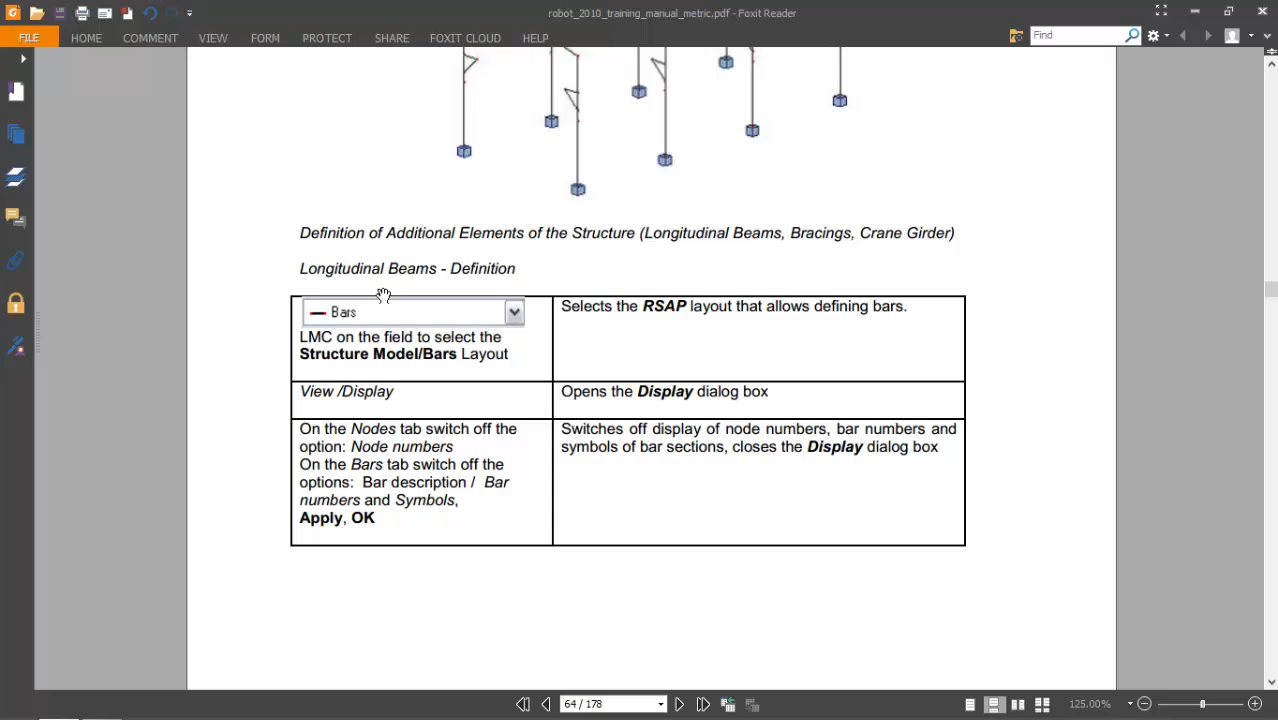 robot_2010_training_manual_metric.pdf - Foxit Reader
FILE HOME COMMENT VIEW FORM PROTECT SHARE FOXIT CLOUD HELP
Find
Definition of Additional Elements of the Structure (Longitudinal Beams, Bracings, Crane Girder)
Longitudinal Beams - Definition
Bars
LMC on the field to select the
Structure Model/Bars Layout
Selects the RSAP layout that allows defining bars.
View /Display
Opens the Display dialog box
On the Nodes tab switch off the
option: Node numbers
On the Bars tab switch off the
options: Bar description / Bar
numbers and Symbols,
Apply, OK
Switches off display of node numbers, bar numbers and
symbols of bar sections, closes the Display dialog box
64 / 178
125.00%